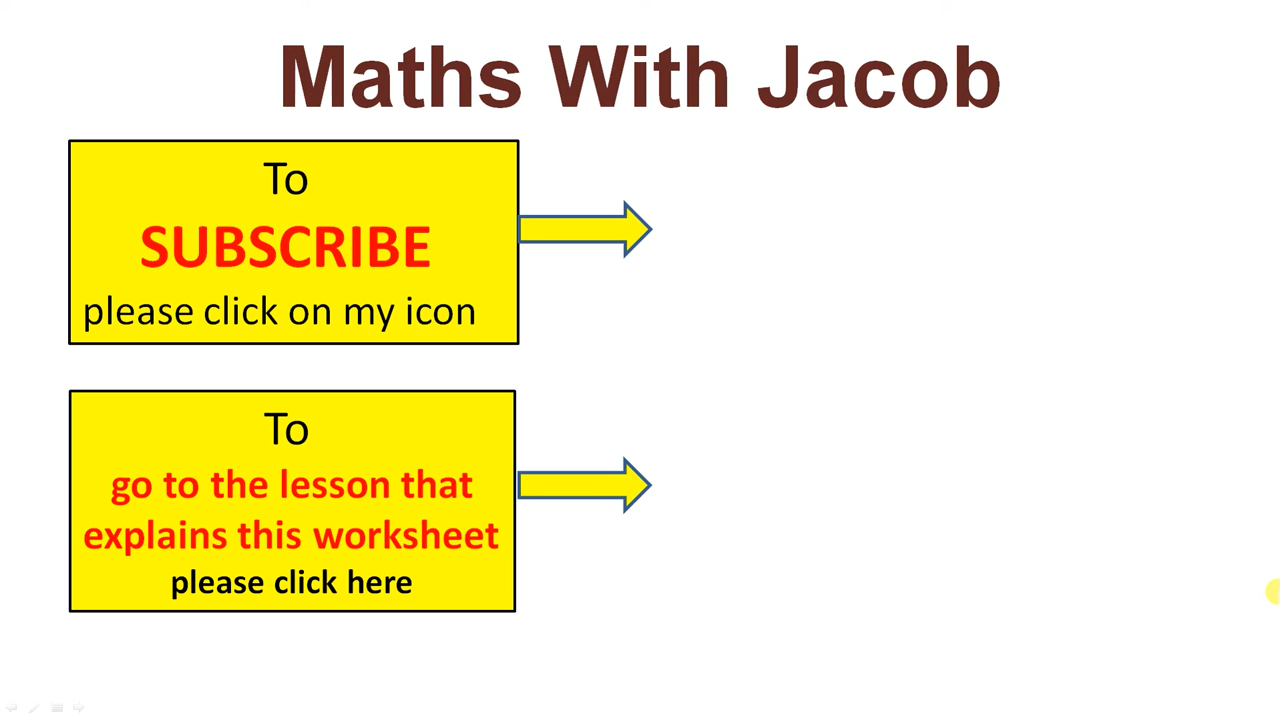 Maths With Jacob
To
SUBSCRIBE
please click on my icon
To
go to the lesson that
explains this worksheet
please click here